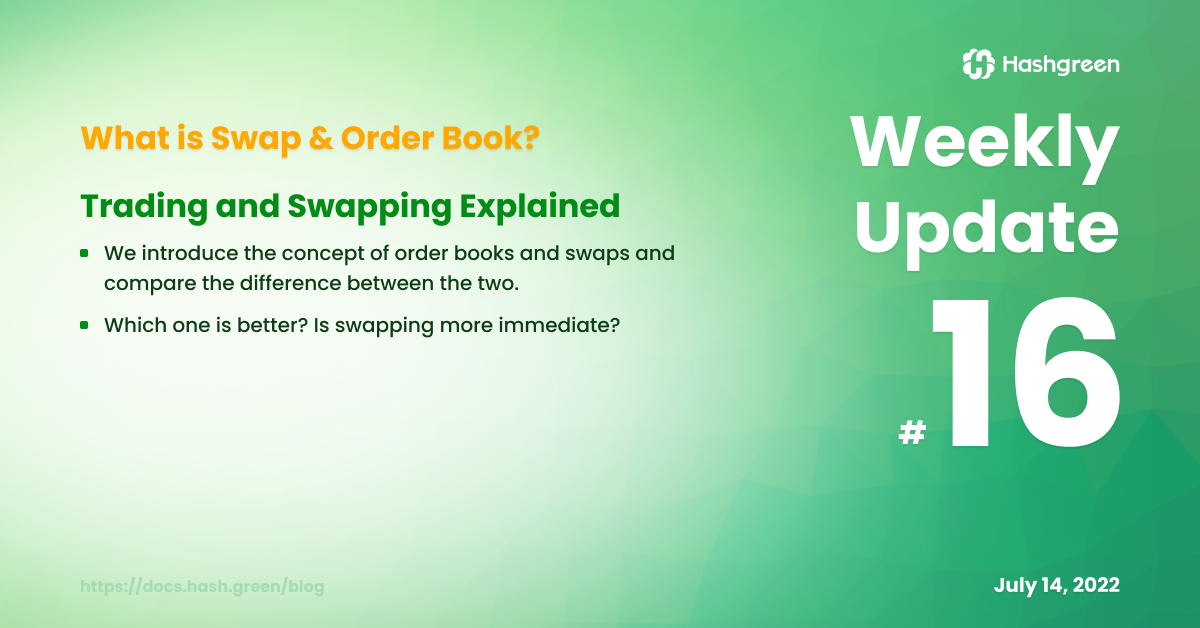 Hashgreen
Weekly
Update
#16
What is Swap & Order Book?
Trading and Swapping Explained
We introduce the concept of order books and swaps and
compare the difference between the two.
Which one is better? Is swapping more immediate?
https://docs.hash.green/blog
July 14, 2022